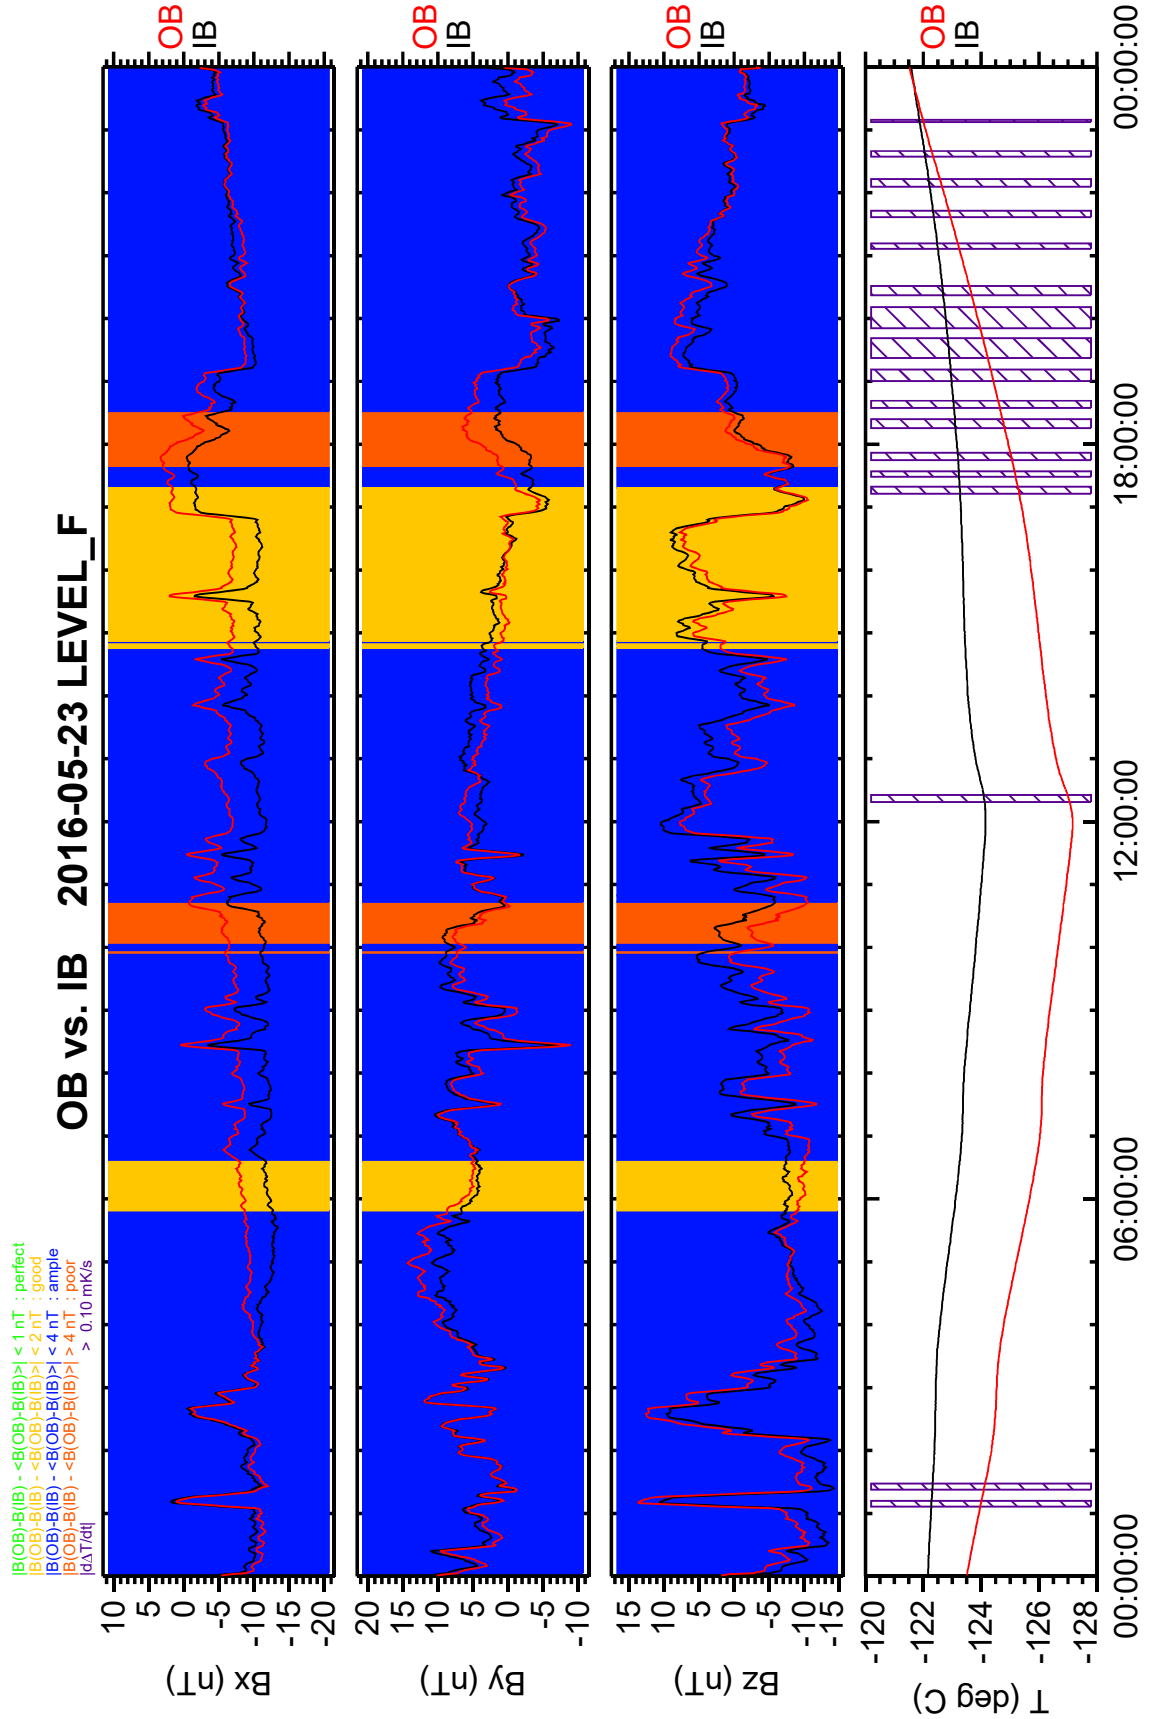 OB vs. IB 2016-05-23 LEVEL_F
|B(OB)-B(IB) - <B(OB)-B(IB)>| < 1 nT : perfect
|B(OB)-B(IB) - <B(OB)-B(IB)>| < 2 nT : good
|B(OB)-B(IB) - <B(OB)-B(IB)>| < 4 nT : ample
|B(OB)-B(IB) - <B(OB)-B(IB)>| > 4 nT : poor
|dΔT/dt| > 0.10 mK/s
Bx (nT)
10
5
0
-5
-10
-15
-20
OB
IB
By (nT)
20
15
10
5
0
-5
-10
OB
IB
Bz (nT)
15
10
5
0
-5
-10
-15
OB
IB
T (deg C)
-120
-122
-124
-126
-128
OB
IB
00:00:00 06:00:00 12:00:00 18:00:00 00:00:00